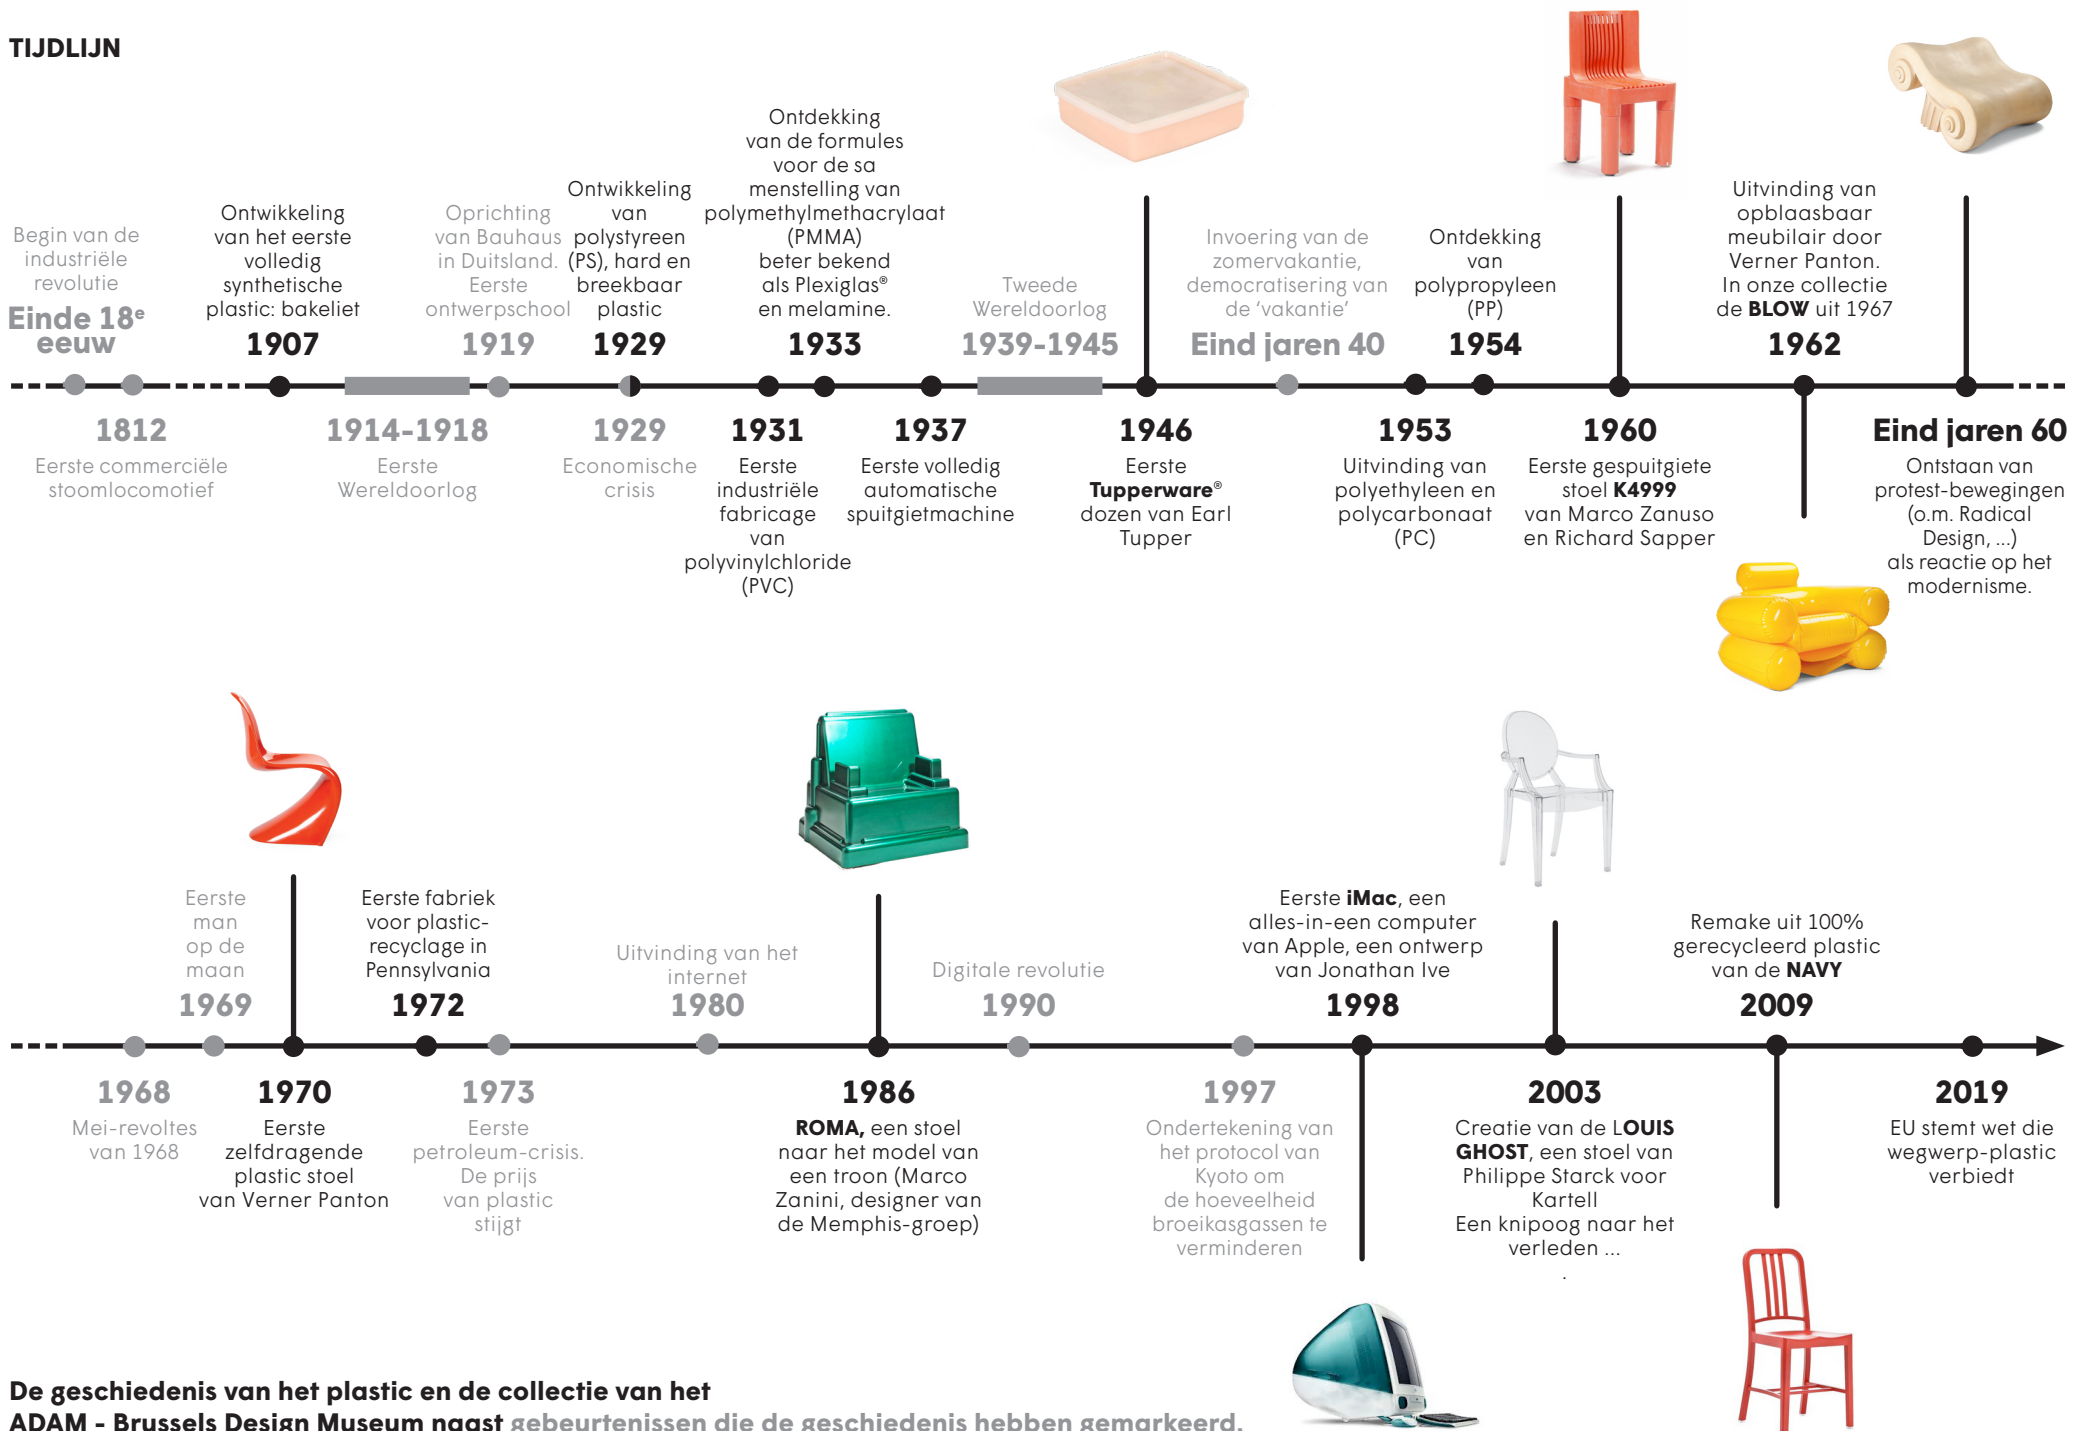 TIJDLIJN
Begin van de
industriële
revolutie
Einde 18e
eeuw
1812
Eerste commerciële
stoomlocomotief
Ontwikkeling
van het eerste
volledig
synthetische
plastic: bakeliet
1907
1914-1918
Eerste
Wereldoorlog
Oprichting
van Bauhaus
in Duitsland.
Eerste
ontwerpschool
1919
Ontwikkeling
van
polystyreen
(PS), hard en
breekbaar
plastic
1929
1929
Economische
crisis
1931
Eerste
industriële
fabricage
van
polyvinylchloride
(PVC)
Ontdekking
van de formules
voor de sa
menstelling van
polymethylmethacrylaat
(PMMA)
beter bekend
als Plexiglas®
en melamine.
1933
1937
Eerste volledig
automatische
spuitgietmachine
Tweede
Wereldoorlog
1939-1945
1946
Eerste
Tupperware®
dozen van Earl
Tupper
Invoering van de
zomervakantie,
democratisering van
de ‘vakantie’
Eind jaren 40
1953
Uitvinding van
polyethyleen en
polycarbonaat
(PC)
Ontdekking
van
polypropyleen
(PP)
1954
1960
Eerste gespuitgiete
stoel K4999
van Marco Zanuso
en Richard Sapper
Uitvinding van
opblaasbaar
meubilair door
Verner Panton.
In onze collectie
de BLOW uit 1967
1962
Eind jaren 60
Ontstaan van
protest-bewegingen
(o.m. Radical
Design, ...)
als reactie op het
modernisme.
1968
Mei-revoltes
van 1968
Eerste
man
op de
maan
1969
1970
Eerste
zelfdragende
plastic stoel
van Verner Panton
Eerste fabriek
voor plastic-
recyclage in
Pennsylvania
1972
1973
Eerste
petroleum-crisis.
De prijs
van plastic
stijgt
Uitvinding van het
internet
1980
1986
ROMA, een stoel
naar het model van
een troon (Marco
Zanini, designer van
de Memphis-groep)
Digitale revolutie
1990
1997
Ondertekening van
het protocol van
Kyoto om
de hoeveelheid
broeikasgassen te
verminderen
Eerste iMac, een
alles-in-een computer
van Apple, een ontwerp
van Jonathan Ive
1998
2003
Creatie van de LOUIS
GHOST, een stoel van
Philippe Starck voor
Kartell
Een knipoog naar het
verleden ...
.
Remake uit 100%
gerecycleerd plastic
van de NAVY
2009
2019
EU stemt wet die
wegwerp-plastic
verbiedt
De geschiedenis van het plastic en de collectie van het
ADAM - Brussels Design Museum naast gebeurtenissen die de geschiedenis hebben gemarkeerd.